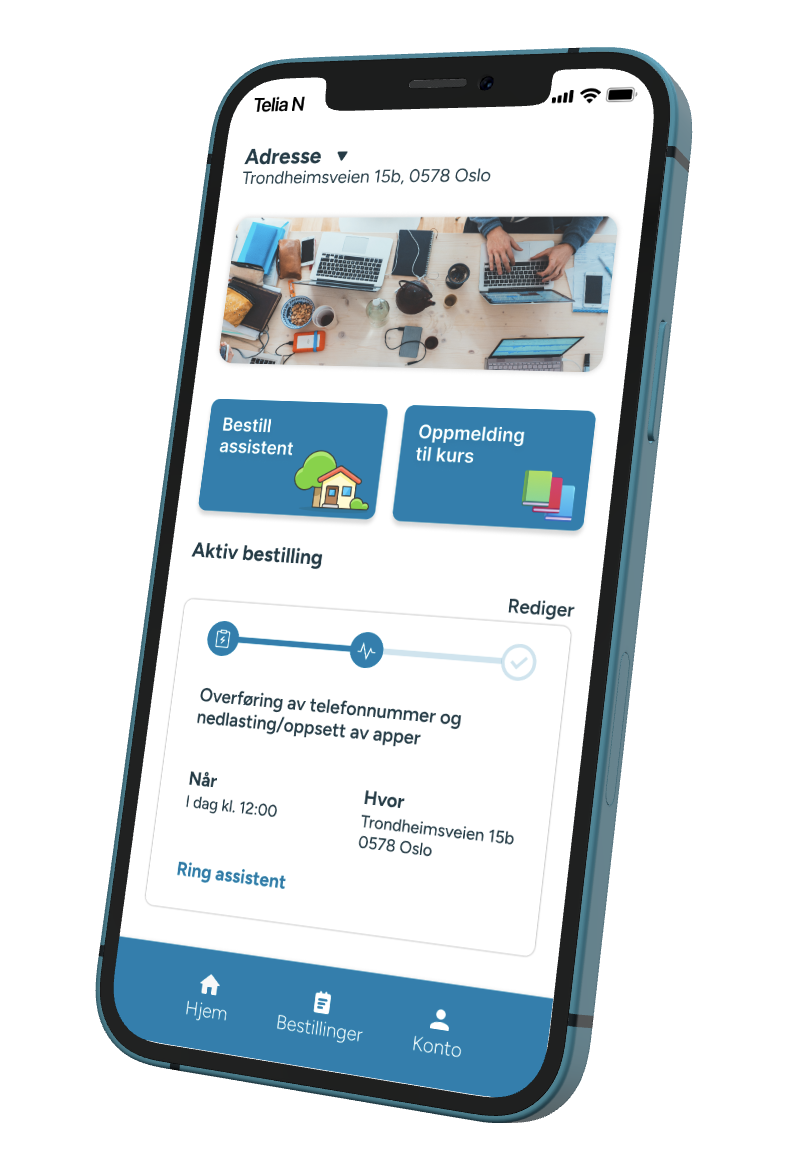 Telia N
Adresse
Trondheimsveien 15b, 0578 Oslo
Bestill
assistent
Oppmelding
til kurs
Aktiv bestilling
Rediger
Overføring av telefonnummer og
nedlasting/oppsett av apper
Når
I dag kl. 12:00
Hvor
Trondheimsveien 15b
0578 Oslo
Ring assistent
Hjem
Bestillinger
Konto